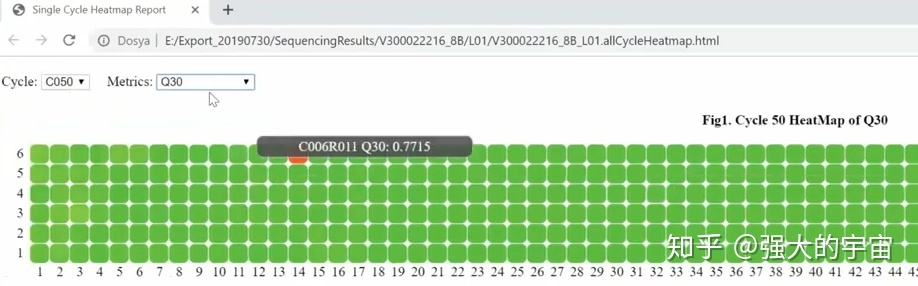 Single Cycle Heatmap Report
Dosya | E:/Export_20190730/SequencingResults/V300022216_8B/L01/V300022216_8B_L01.allCycleHeatmap.html
Cycle: C050 Metrics: Q30
Fig1. Cycle 50 HeatMap of Q30
C006R011 Q30: 0.7715
6
5
4
3
2
1
1 2 3 4 5 6 7 8 9 10 11 12 13 14 15 16 17 18 19 20 21 22 23 24 25 26 27 28 29 30 31 32 33 34 35 36 37 38 39 40 41 42 43 44 45
知乎 @强大的宇宙